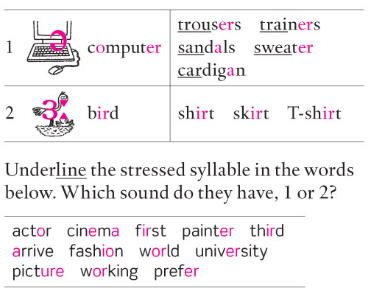 trousers trainers
1 ə computer sandals sweater
cardigan
2 ɜː bird shirt skirt T-shirt
Underline the stressed syllable in the words
below. Which sound do they have, 1 or 2?
actor cinema first painter third
arrive fashion world university
picture working prefer